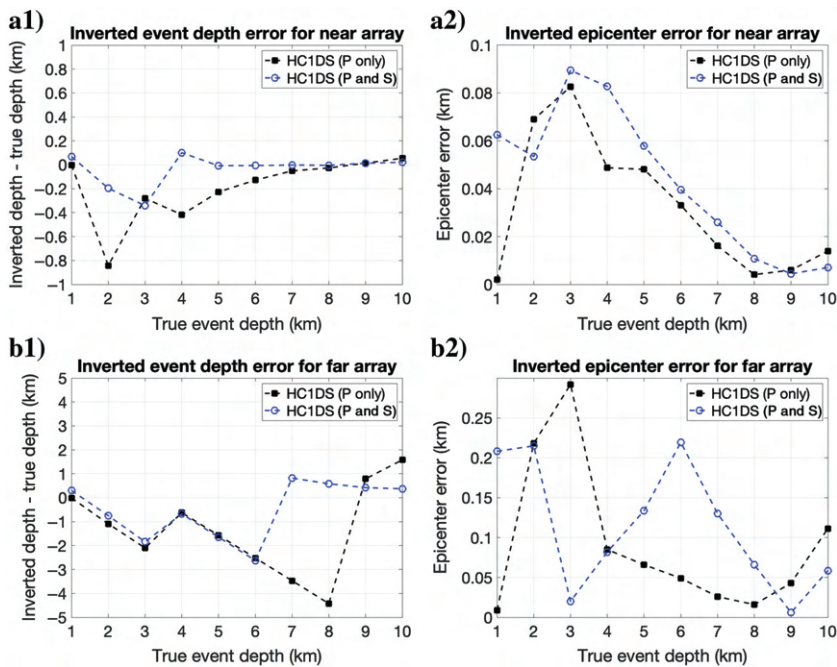 a1)
Inverted event depth error for near array
HC1DS (P only)
HC1DS (P and S)
Inverted depth - true depth (km)
1
0.8
0.6
0.4
0.2
0
−0.2
−0.4
−0.6
−0.8
−1
1 2 3 4 5 6 7 8 9 10
True event depth (km)
a2)
Inverted epicenter error for near array
HC1DS (P only)
HC1DS (P and S)
Epicenter error (km)
0.1
0.08
0.06
0.04
0.02
0
1 2 3 4 5 6 7 8 9 10
True event depth (km)
b1)
Inverted event depth error for far array
HC1DS (P only)
HC1DS (P and S)
Inverted depth - true depth (km)
5
4
3
2
1
0
−1
−2
−3
−4
−5
1 2 3 4 5 6 7 8 9 10
True event depth (km)
b2)
Inverted epicenter error for far array
HC1DS (P only)
HC1DS (P and S)
Epicenter error (km)
0.25
0.2
0.15
0.1
0.05
0
1 2 3 4 5 6 7 8 9 10
True event depth (km)